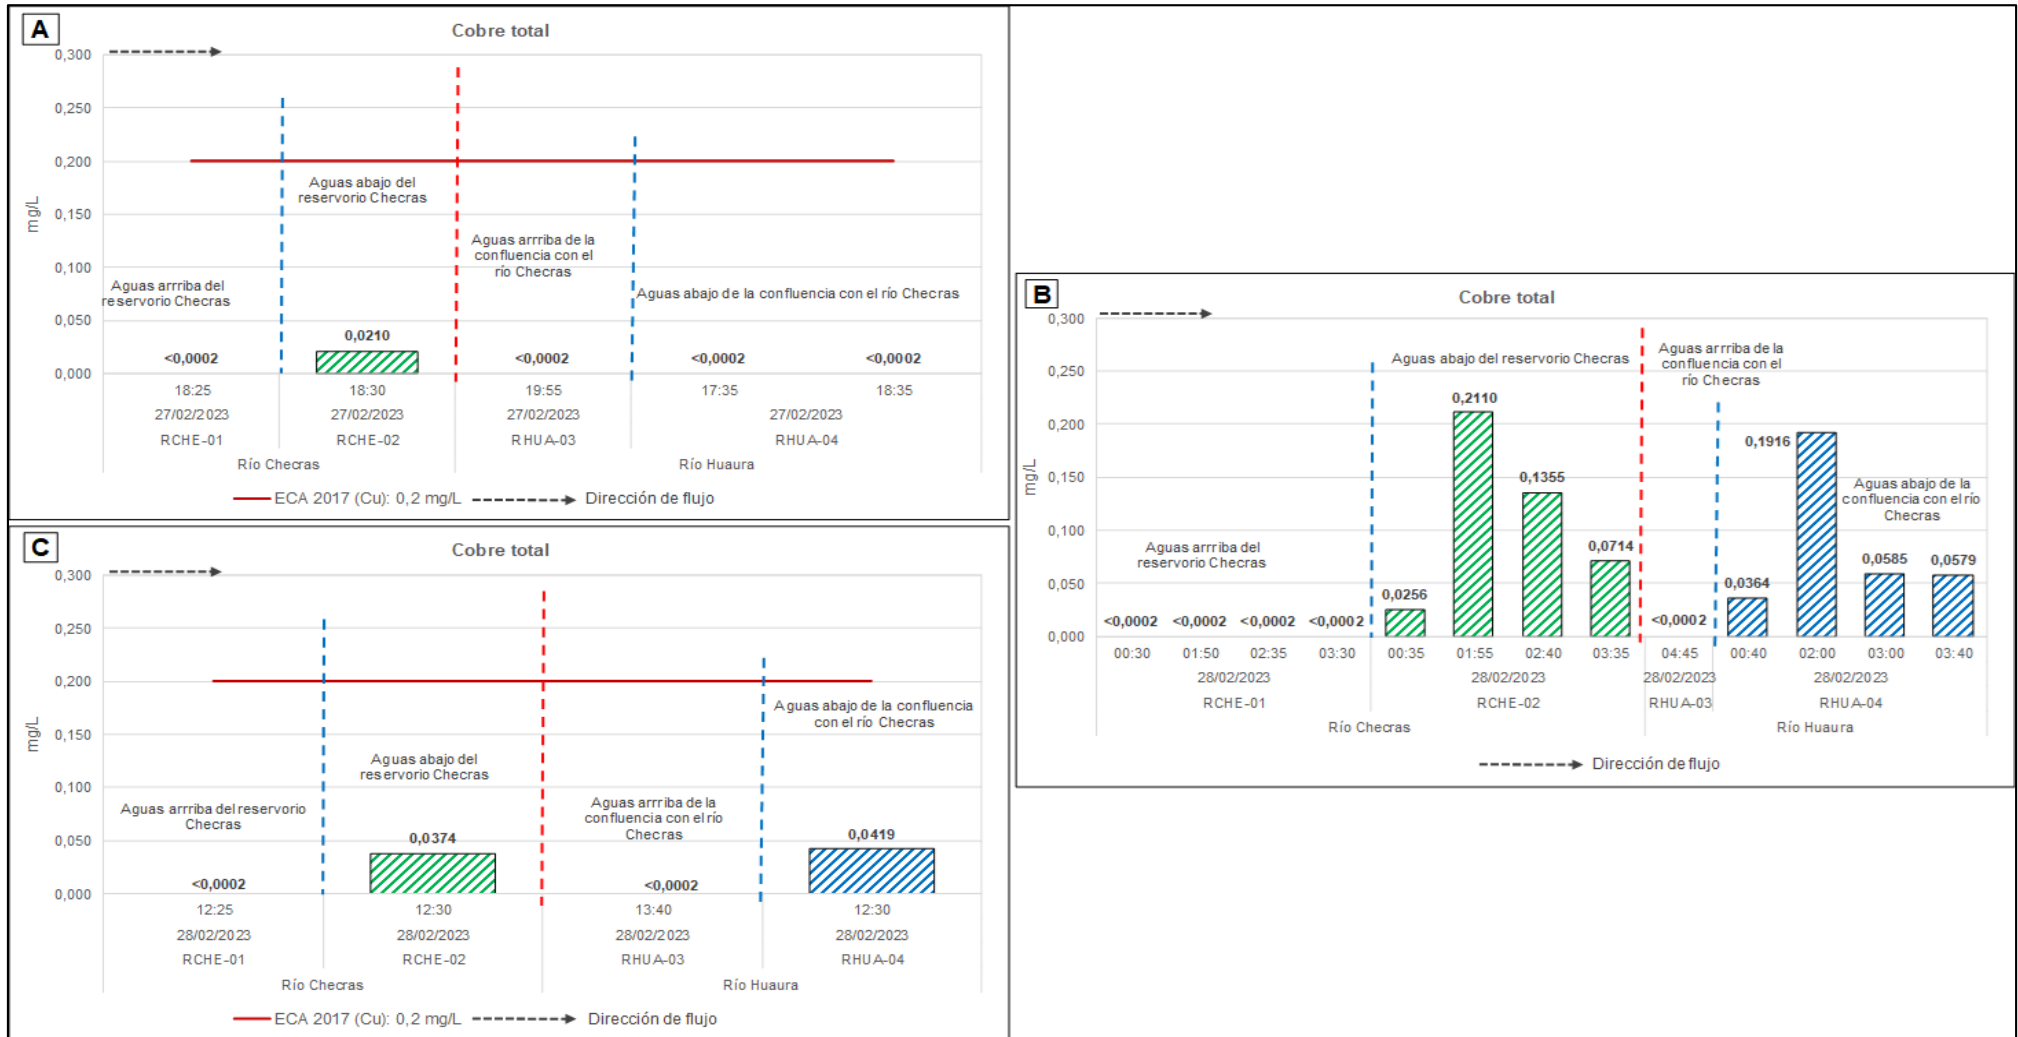 A
Cobre total
0,300
0,250
0,200
0,150
0,100
0,050
0,000
mg/L
Aguas arrriba del
reservorio Checras
Aguas abajo del
reservorio Checras
Aguas arrriba de la
confluencia con el
río Checras
Aguas abajo de la confluencia con el río Checras
<0,0002 0,0210 <0,0002 <0,0002 <0,0002
18:25 18:30 19:55 17:35 18:35
27/02/2023 27/02/2023 27/02/2023 27/02/2023
RCHE-01 RCHE-02 RHUA-03 RHUA-04
Río Checras Río Huaura
ECA 2017 (Cu): 0,2 mg/L Dirección de flujo
B
Cobre total
0,300
0,250
0,200
0,150
0,100
0,050
0,000
mg/L
Aguas arrriba del
reservorio Checras
Aguas abajo del reservorio Checras
Aguas arrriba de la
confluencia con el
río Checras
Aguas abajo de la
confluencia con el río
Checras
<0,0002 <0,0002 <0,0002 <0,0002 0,0256 0,2110 0,1355 0,0714 <0,0002 0,0364 0,1916 0,0585 0,0579
00:30 01:50 02:35 03:30 00:35 01:55 02:40 03:35 04:45 00:40 02:00 03:00 03:40
28/02/2023 28/02/2023 28/02/2023 28/02/2023
RCHE-01 RCHE-02 RHUA-03 RHUA-04
Río Checras Río Huaura
Dirección de flujo
C
Cobre total
0,300
0,250
0,200
0,150
0,100
0,050
0,000
mg/L
Aguas arrriba del reservorio
Checras
Aguas abajo del
reservorio Checras
Aguas arrriba de la
confluencia con el río
Checras
Aguas abajo de la confluencia
con el río Checras
<0,0002 0,0374 <0,0002 0,0419
12:25 12:30 13:40 12:30
28/02/2023 28/02/2023 28/02/2023 28/02/2023
RCHE-01 RCHE-02 RHUA-03 RHUA-04
Río Checras Río Huaura
ECA 2017 (Cu): 0,2 mg/L Dirección de flujo